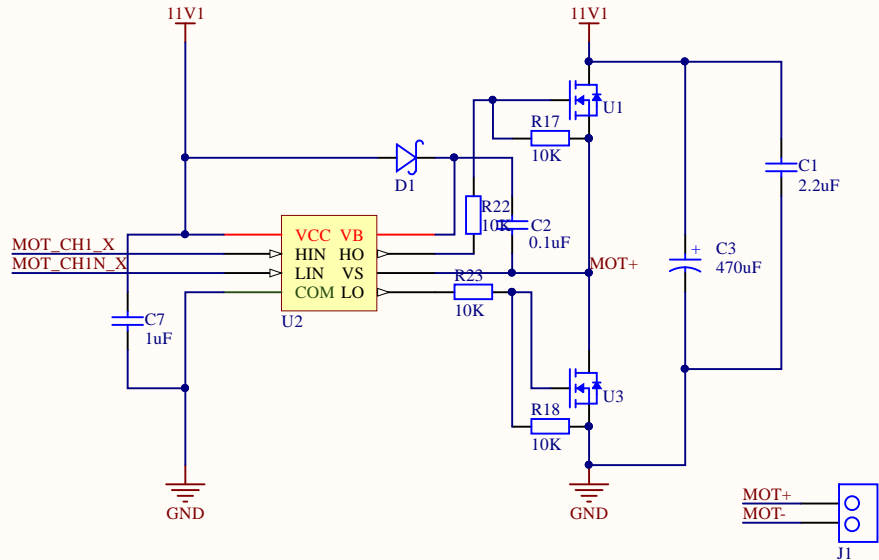 11V1
11V1
U1
R17
10K
D1
C1
2.2uF
R22
10K
C2
0.1uF
VCC VB
MOT_CH1_X
HIN HO
MOT_CH1N_X
LIN VS
COM LO
U2
MOT+
R23
10K
+
C3
470uF
C7
1uF
U3
R18
10K
GND
GND
MOT+
MOT-
J1